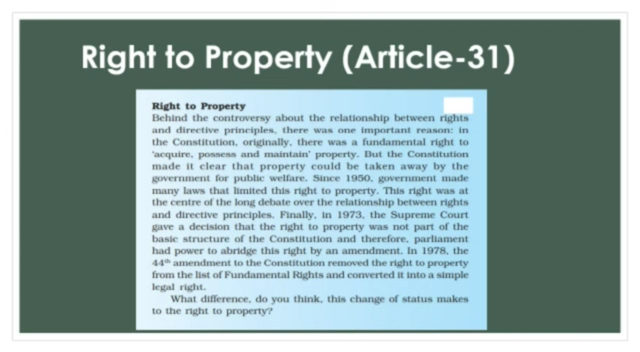 Right to Property (Article-31)
Right to Property
Behind the controversy about the relationship between rights
and directive principles, there was one important reason: in
the Constitution, originally, there was a fundamental right to
'acquire, possess and maintain' property. But the Constitution
made it clear that property could be taken away by the
government for public welfare. Since 1950, government made
many laws that limited this right to property. This right was at
the centre of the long debate over the relationship between rights
and directive principles. Finally, in 1973, the Supreme Court
gave a decision that the right to property was not part of the
basic structure of the Constitution and therefore, parliament
had power to abridge this right by an amendment. In 1978, the
44th amendment to the Constitution removed the right to property
from the list of Fundamental Rights and converted it into a simple
legal right.
What difference, do you think, this change of status makes
to the right to property?